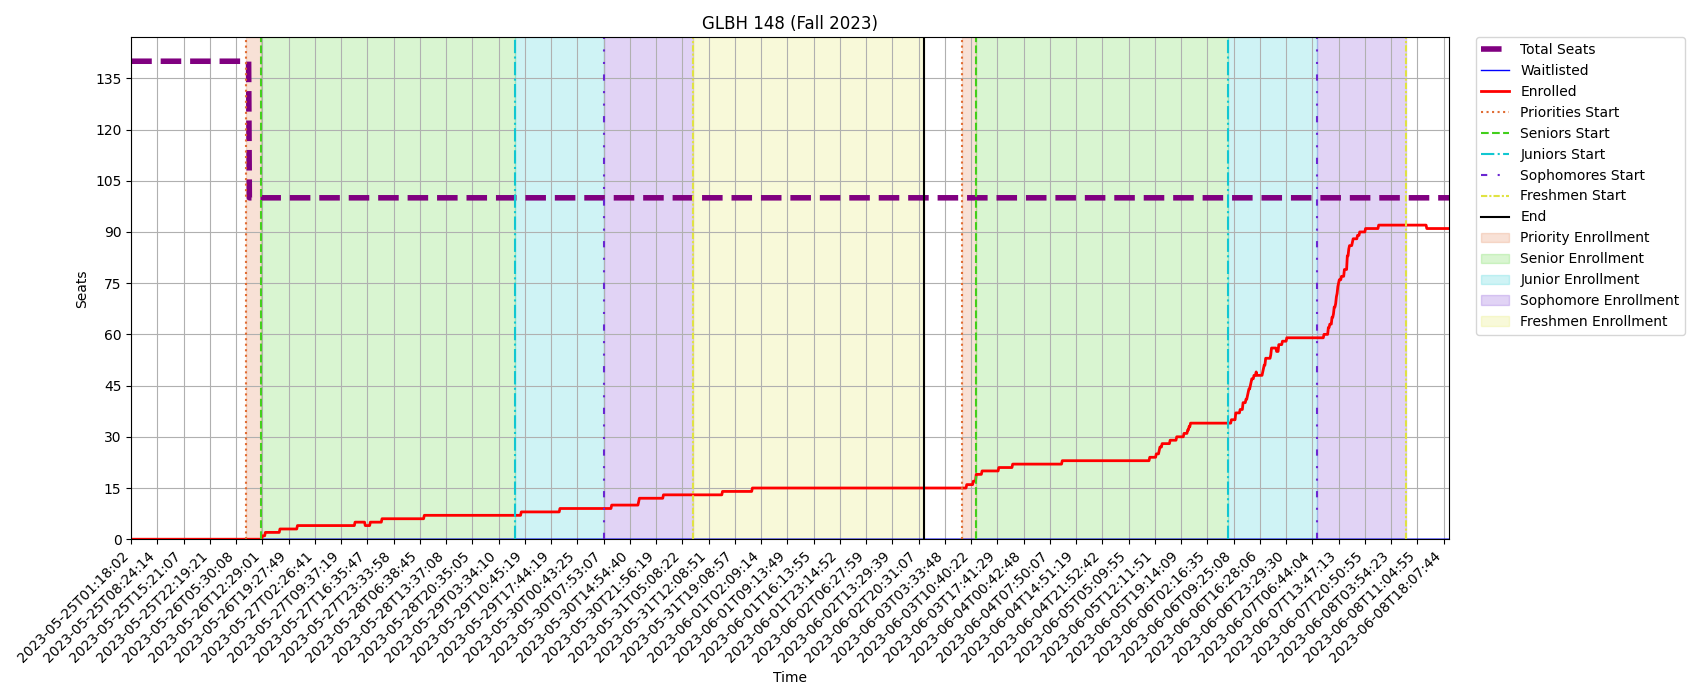 GLBH 148 (Fall 2023)
Seats
135
120
105
90
75
60
45
30
15
0
2023-05-25T01:18:02
2023-05-25T08:24:14
2023-05-25T15:21:07
2023-05-25T22:19:21
2023-05-26T05:30:08
2023-05-26T12:29:01
2023-05-26T19:27:49
2023-05-27T02:26:41
2023-05-27T09:37:19
2023-05-27T16:35:47
2023-05-27T23:33:58
2023-05-28T06:38:45
2023-05-28T13:37:08
2023-05-28T20:35:05
2023-05-29T03:34:10
2023-05-29T10:45:19
2023-05-29T17:44:19
2023-05-30T00:43:25
2023-05-30T07:53:07
2023-05-30T14:54:40
2023-05-30T21:56:19
2023-05-31T05:08:22
2023-05-31T12:08:51
2023-05-31T19:08:57
2023-06-01T02:09:14
2023-06-01T09:13:49
2023-06-01T16:13:55
2023-06-01T23:14:52
2023-06-02T06:27:59
2023-06-02T13:29:39
2023-06-02T20:31:07
2023-06-03T03:33:48
2023-06-03T10:40:22
2023-06-03T17:41:29
2023-06-04T00:42:48
2023-06-04T07:50:07
2023-06-04T14:51:19
2023-06-04T21:52:42
2023-06-05T05:09:55
2023-06-05T12:11:51
2023-06-05T19:14:09
2023-06-06T02:16:35
2023-06-06T09:25:08
2023-06-06T16:28:06
2023-06-06T23:29:30
2023-06-07T06:44:04
2023-06-07T13:47:13
2023-06-07T20:50:55
2023-06-08T03:54:23
2023-06-08T11:04:55
2023-06-08T18:07:44
Time
Total Seats
Waitlisted
Enrolled
Priorities Start
Seniors Start
Juniors Start
Sophomores Start
Freshmen Start
End
Priority Enrollment
Senior Enrollment
Junior Enrollment
Sophomore Enrollment
Freshmen Enrollment